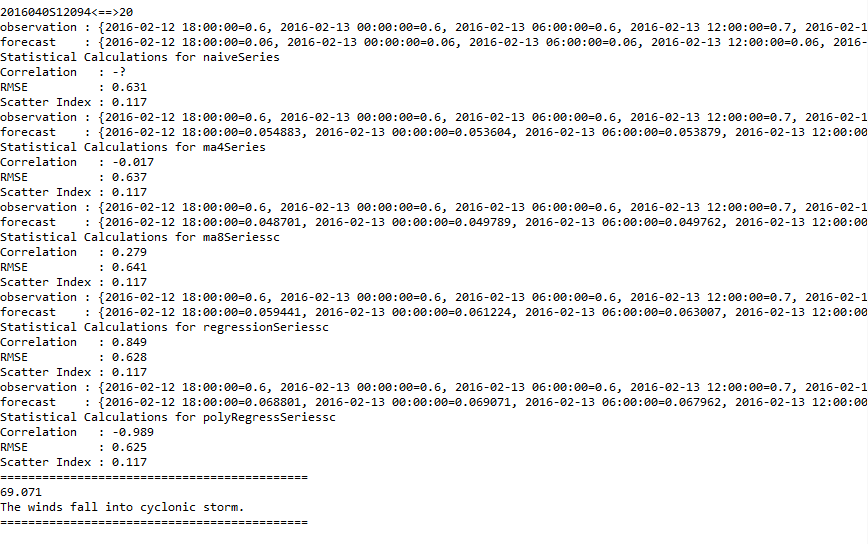 2016040S12094<==>20
observation : {2016-02-12 18:00:00=0.6, 2016-02-13 00:00:00=0.6, 2016-02-13 06:00:00=0.6, 2016-02-13 12:00:00=0.7, 2016-02-1
forecast    : {2016-02-12 18:00:00=0.06, 2016-02-13 00:00:00=0.06, 2016-02-13 06:00:00=0.06, 2016-02-13 12:00:00=0.06, 2016-
Statistical Calculations for naiveSeries
Correlation   : -?
RMSE          : 0.631
Scatter Index : 0.117
observation : {2016-02-12 18:00:00=0.6, 2016-02-13 00:00:00=0.6, 2016-02-13 06:00:00=0.6, 2016-02-13 12:00:00=0.7, 2016-02-1
forecast    : {2016-02-12 18:00:00=0.054883, 2016-02-13 00:00:00=0.053604, 2016-02-13 06:00:00=0.053879, 2016-02-13 12:00:00
Statistical Calculations for ma4Series
Correlation   : -0.017
RMSE          : 0.637
Scatter Index : 0.117
observation : {2016-02-12 18:00:00=0.6, 2016-02-13 00:00:00=0.6, 2016-02-13 06:00:00=0.6, 2016-02-13 12:00:00=0.7, 2016-02-1
forecast    : {2016-02-12 18:00:00=0.048701, 2016-02-13 00:00:00=0.049789, 2016-02-13 06:00:00=0.049762, 2016-02-13 12:00:00
Statistical Calculations for ma8Seriessc
Correlation   : 0.279
RMSE          : 0.641
Scatter Index : 0.117
observation : {2016-02-12 18:00:00=0.6, 2016-02-13 00:00:00=0.6, 2016-02-13 06:00:00=0.6, 2016-02-13 12:00:00=0.7, 2016-02-1
forecast    : {2016-02-12 18:00:00=0.059441, 2016-02-13 00:00:00=0.061224, 2016-02-13 06:00:00=0.063007, 2016-02-13 12:00:00
Statistical Calculations for regressionSeriessc
Correlation   : 0.849
RMSE          : 0.628
Scatter Index : 0.117
observation : {2016-02-12 18:00:00=0.6, 2016-02-13 00:00:00=0.6, 2016-02-13 06:00:00=0.6, 2016-02-13 12:00:00=0.7, 2016-02-1
forecast    : {2016-02-12 18:00:00=0.068801, 2016-02-13 00:00:00=0.069071, 2016-02-13 06:00:00=0.067962, 2016-02-13 12:00:00
Statistical Calculations for polyRegressSeriessc
Correlation   : -0.989
RMSE          : 0.625
Scatter Index : 0.117
============================================
69.071
The winds fall into cyclonic storm.
============================================